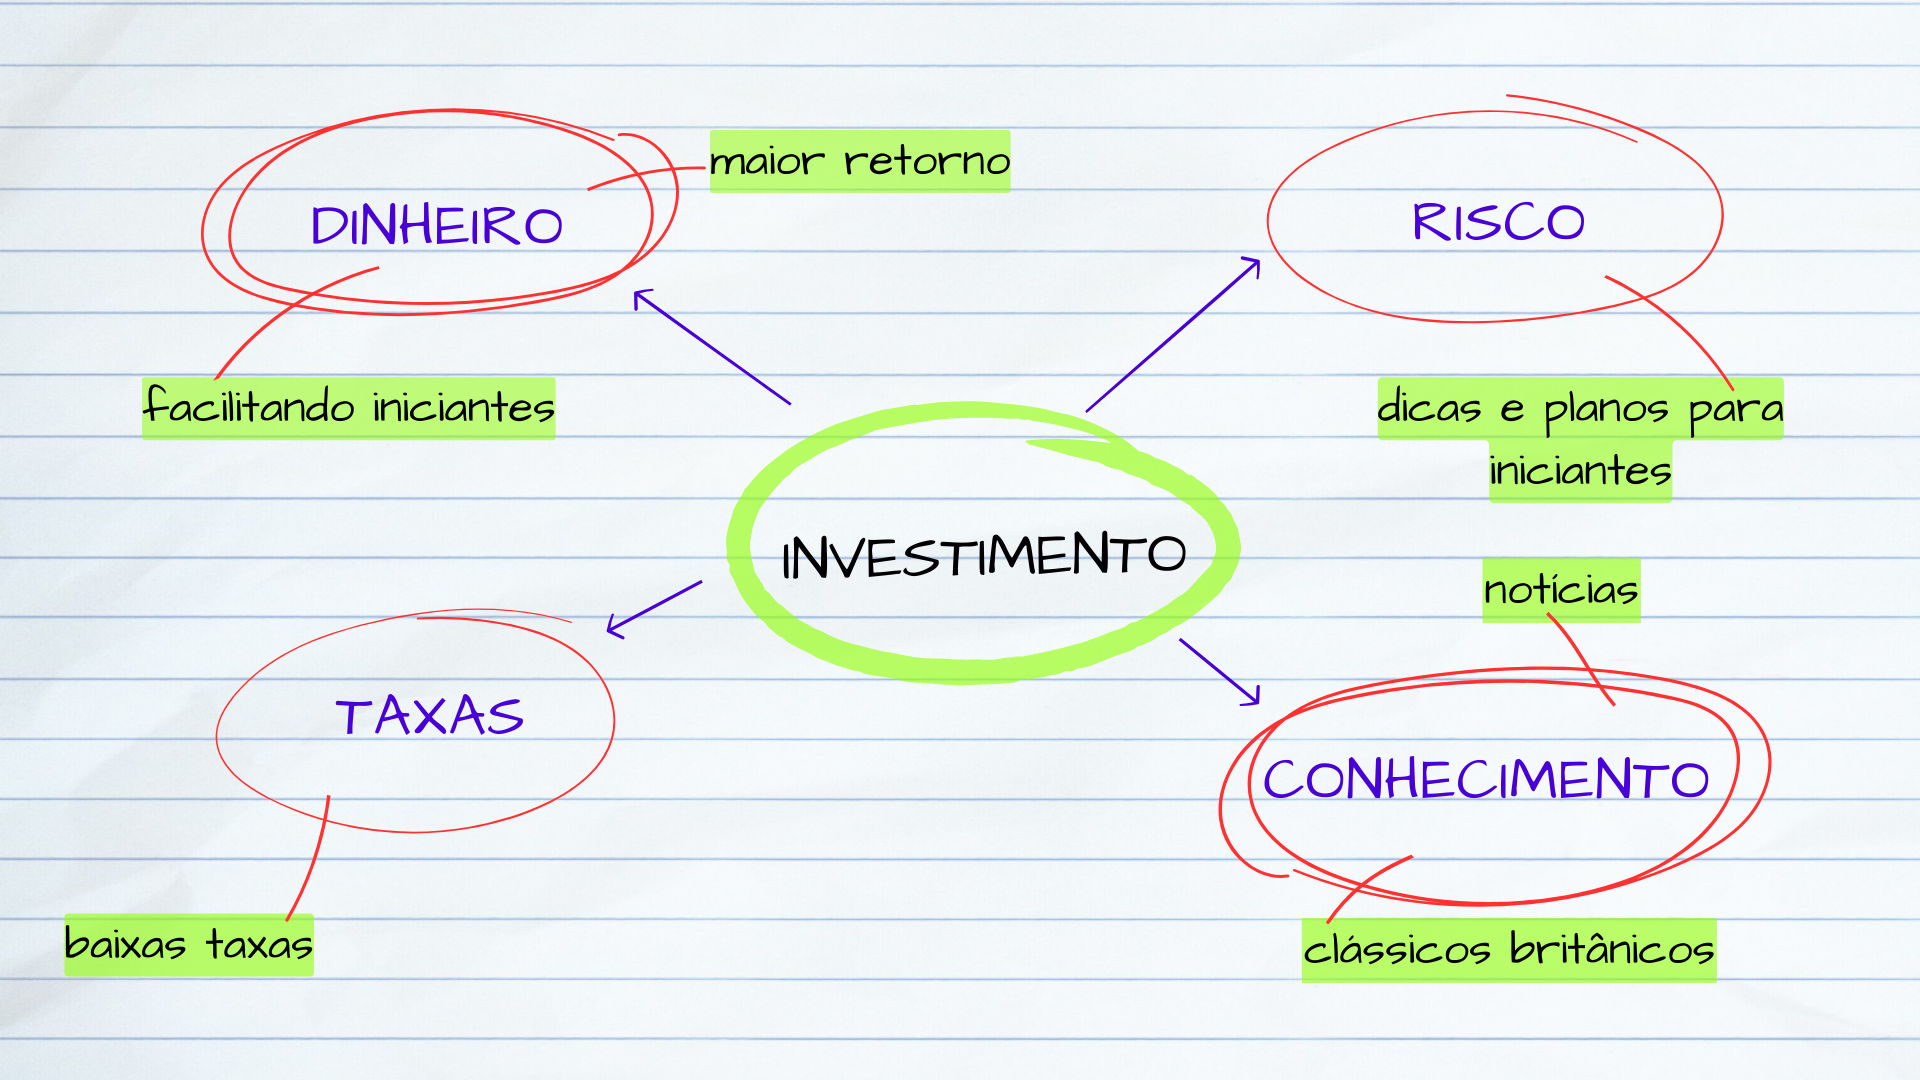 maior retorno
DINHEIRO
facilitando iniciantes
RISCO
dicas e planos para
iniciantes
INVESTIMENTO
TAXAS
baixas taxas
notícias
CONHECIMENTO
clássicos britânicos